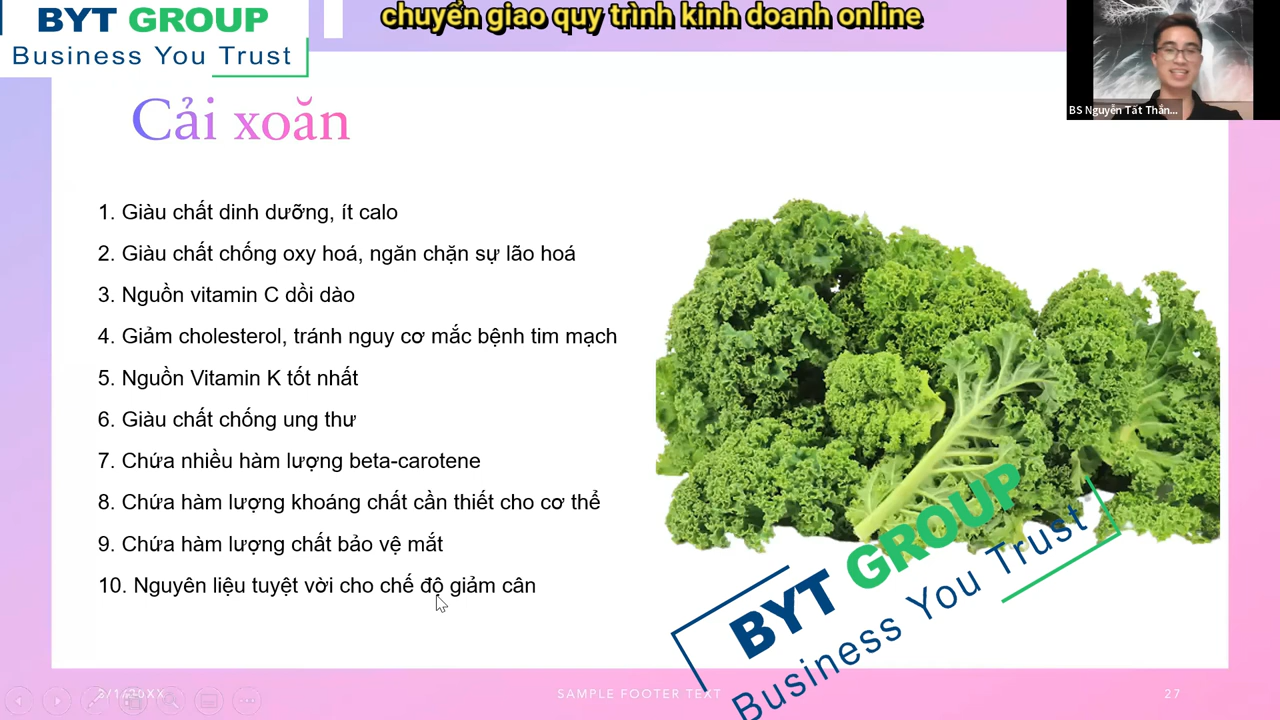 BYT GROUP
Business You Trust
chuyển giao quy trình kinh doanh online
BS Nguyễn Tất Thắn...
Cải xoăn
1. Giàu chất dinh dưỡng, ít calo
2. Giàu chất chống oxy hoá, ngăn chặn sự lão hoá
3. Nguồn vitamin C dồi dào
4. Giảm cholesterol, tránh nguy cơ mắc bệnh tim mạch
5. Nguồn Vitamin K tốt nhất
6. Giàu chất chống ung thư
7. Chứa nhiều hàm lượng beta-carotene
8. Chứa hàm lượng khoáng chất cần thiết cho cơ thể
9. Chứa hàm lượng chất bảo vệ mắt
10. Nguyên liệu tuyệt vời cho chế độ giảm cân
BYT GROUP
Business You Trust
SAMPLE FOOTER TEXT
27